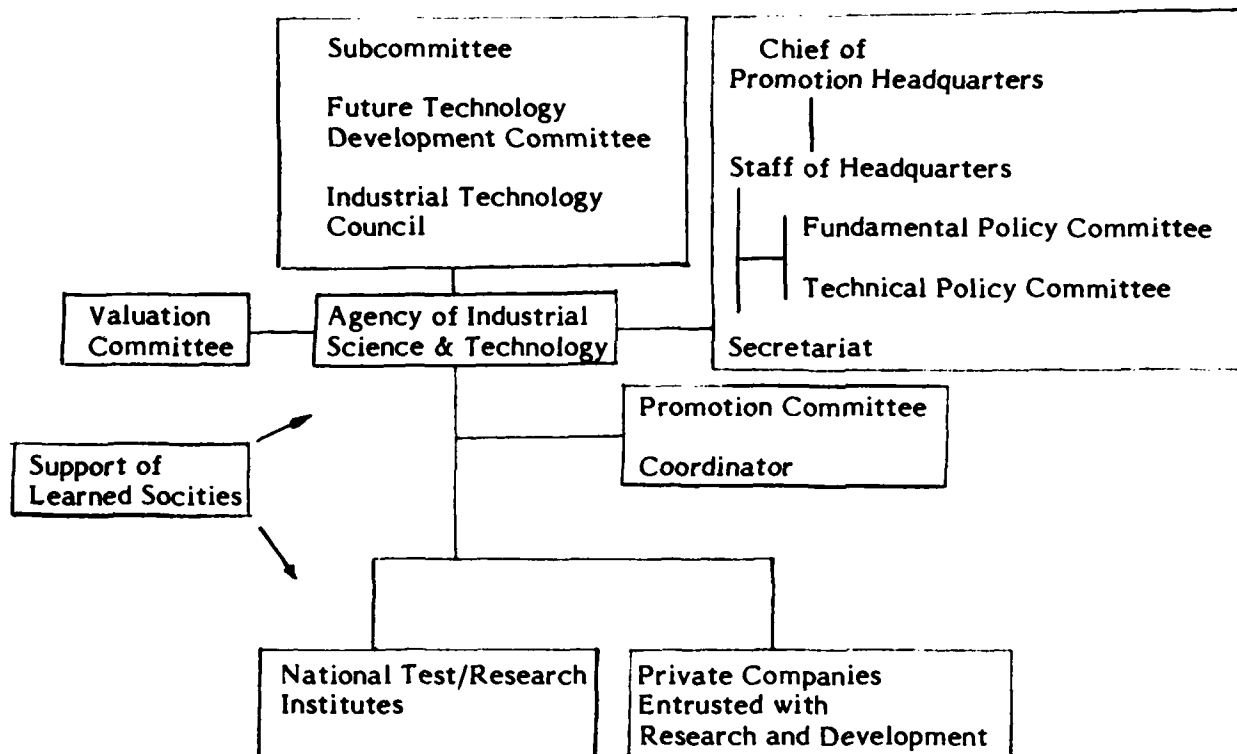 Subcommittee
Future Technology
Development Committee
Industrial Technology
Council
Chief of
Promotion Headquarters
Staff of Headquarters
Fundamental Policy Committee
Technical Policy Committee
Secretariat
Valuation
Committee
Agency of Industrial
Science & Technology
Promotion Committee
Coordinator
Support of
Learned Socities
National Test/Research
Institutes
Private Companies
Entrusted with
Research and Development